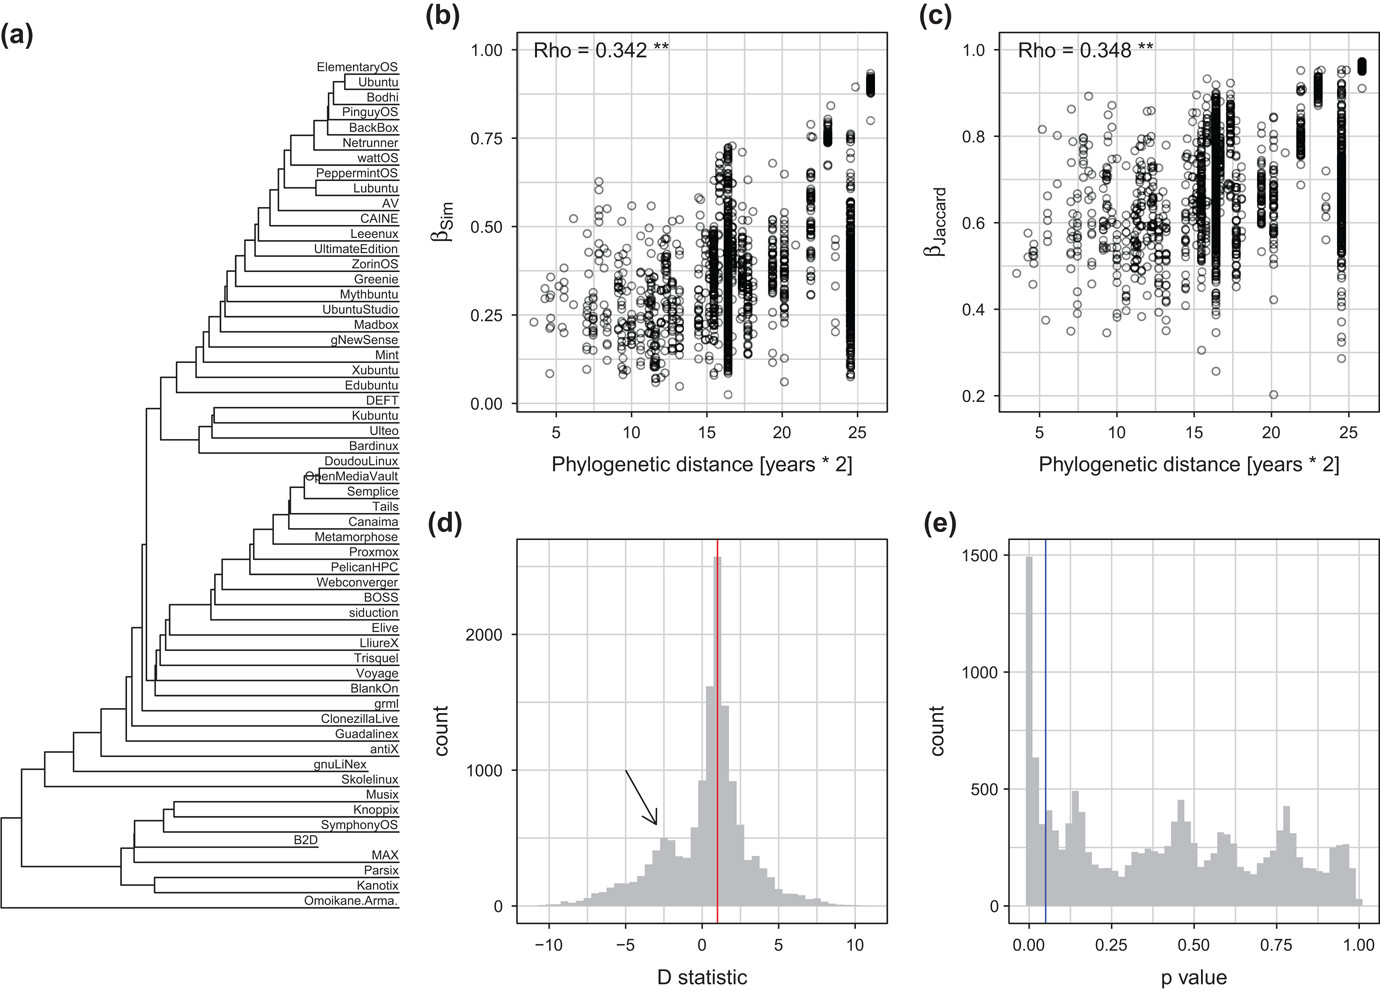 (a)
ElementaryOS
Ubuntu
Bodhi
PinguyOS
BackBox
Netrunner
wattOS
PeppermintOS
Lubuntu
AV
CAINE
Leeenux
UltimateEdition
ZorinOS
Greenie
Mythbuntu
UbuntuStudio
Madbox
gNewSense
Mint
Xubuntu
Edubuntu
DEFT
Kubuntu
Ulteo
Bardinux
DoudouLinux
OpenMediaVault
Semplice
Tails
Canaima
Metamorphose
Proxmox
PelicanHPC
Webconverger
BOSS
siduction
Elive
LliureX
Trisquel
Voyage
BlankOn
grml
ClonezillaLive
Guadalinex
antiX
gnuLiNex
Skolelinux
Musix
Knoppix
SymphonyOS
B2D
MAX
Parsix
Kanotix
Omoikane.Arma.
(b)
Rho = 0.342 **
1.00
0.75
0.50
0.25
0.00
βSim
5 10 15 20 25
Phylogenetic distance [years * 2]
(c)
Rho = 0.348 **
1.0
0.8
0.6
0.4
0.2
βJaccard
5 10 15 20 25
Phylogenetic distance [years * 2]
(d)
2000
1000
0
count
−10 −5 0 5 10
D statistic
(e)
1500
1000
500
0
count
0.00 0.25 0.50 0.75 1.00
p value